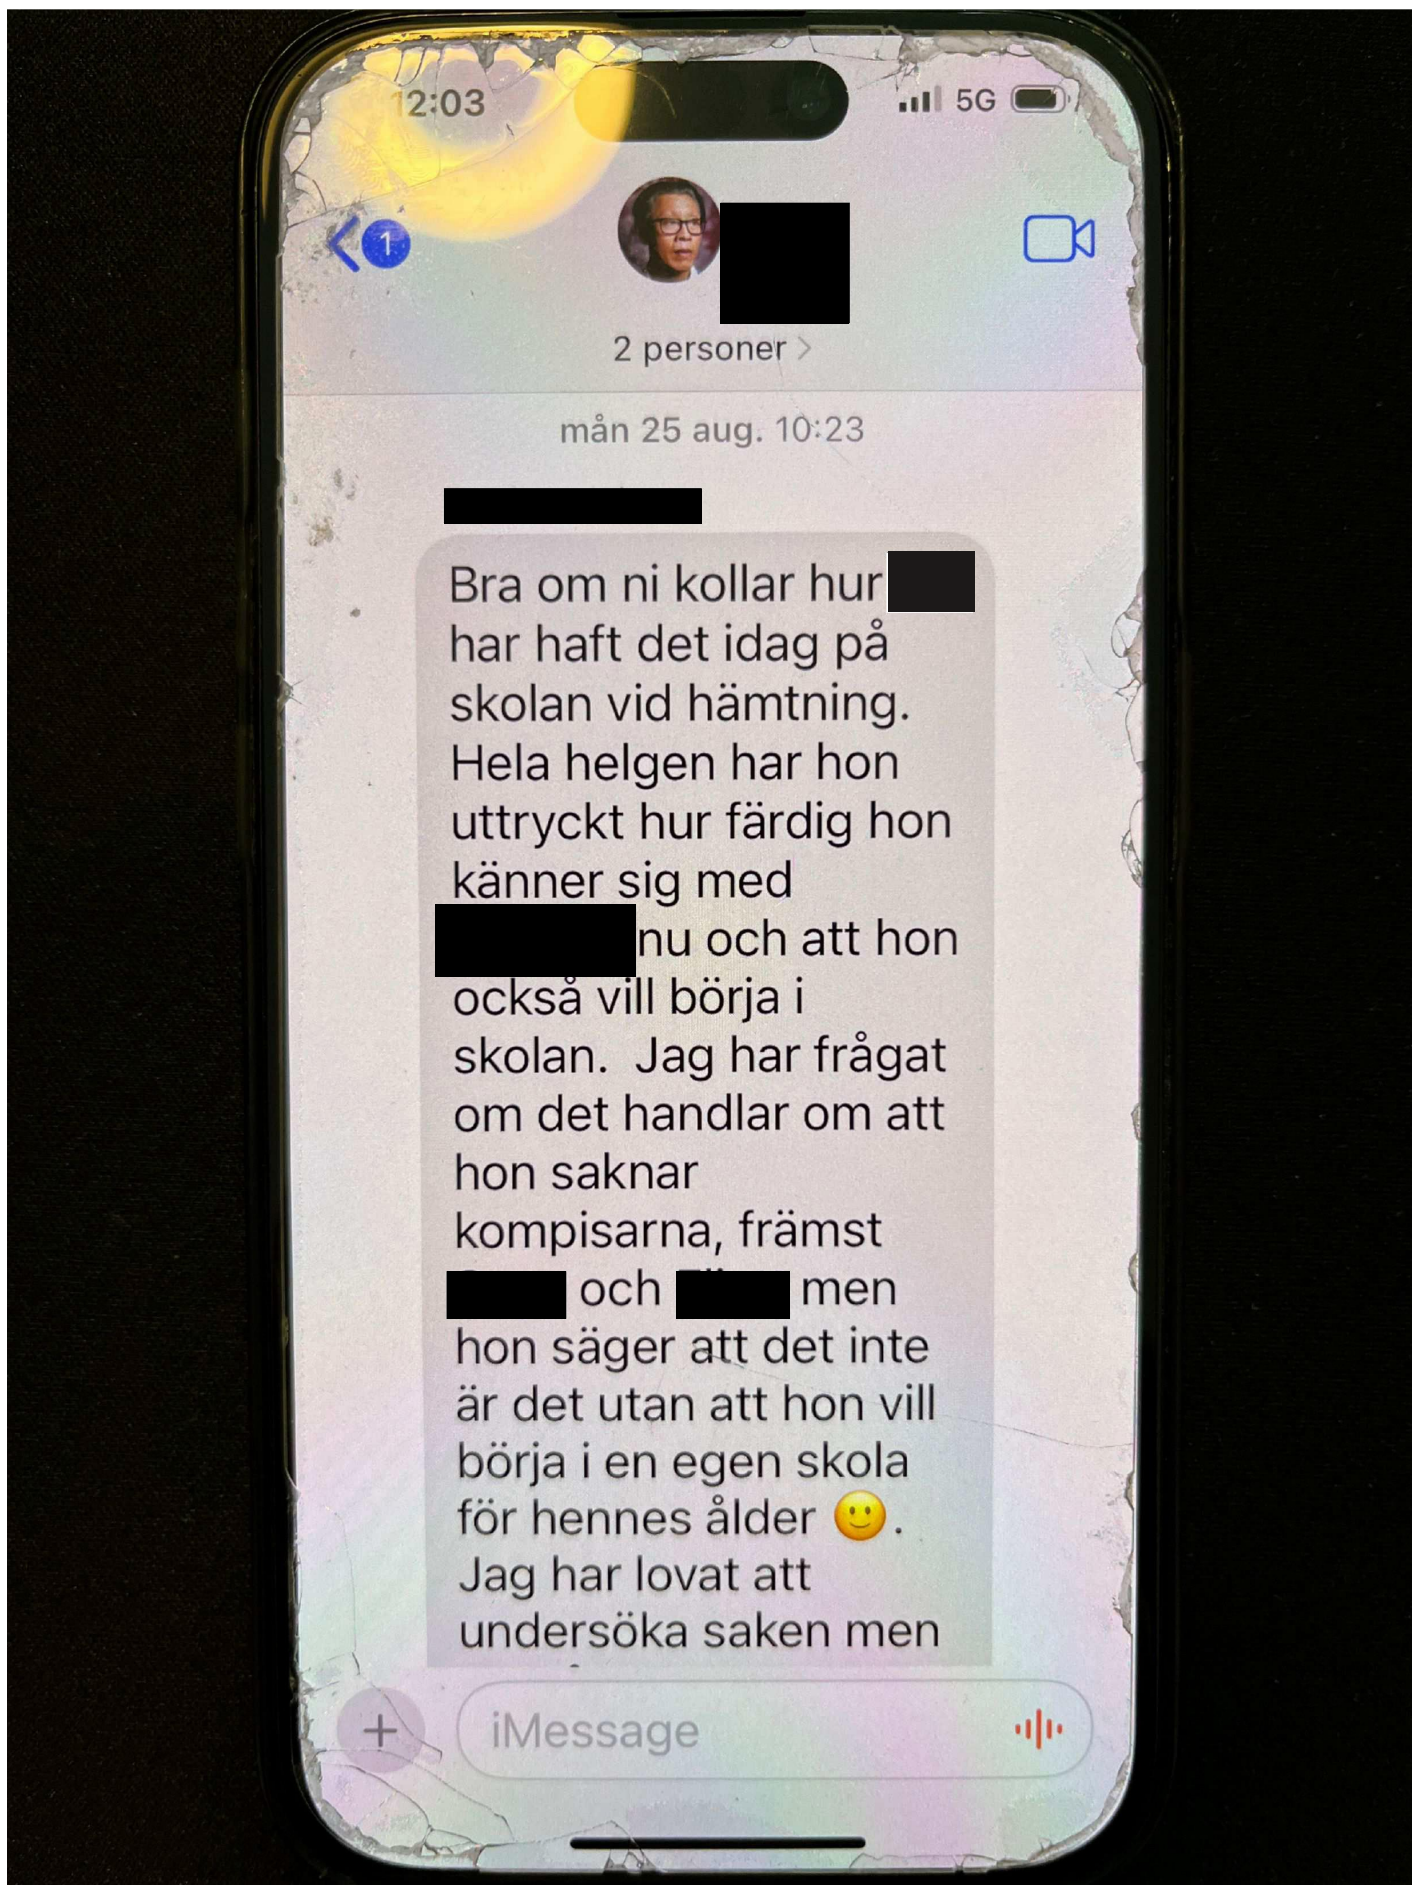 12:03
5G
1
2 personer
mån 25 aug. 10:23
Bra om ni kollar hur
har haft det idag på
skolan vid hämtning.
Hela helgen har hon
uttryckt hur färdig hon
känner sig med
nu och att hon
också vill börja i
skolan. Jag har frågat
om det handlar om att
hon saknar
kompisarna, främst
och men
hon säger att det inte
är det utan att hon vill
börja i en egen skola
för hennes ålder 🙂.
Jag har lovat att
undersöka saken men
iMessage